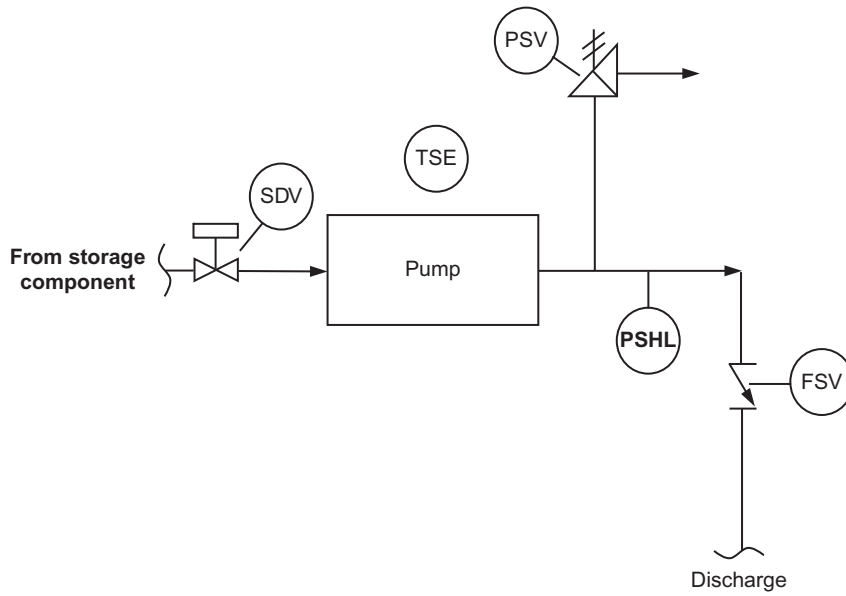 PSV
TSE
SDV
From storage
component
Pump
PSHL
FSV
Discharge